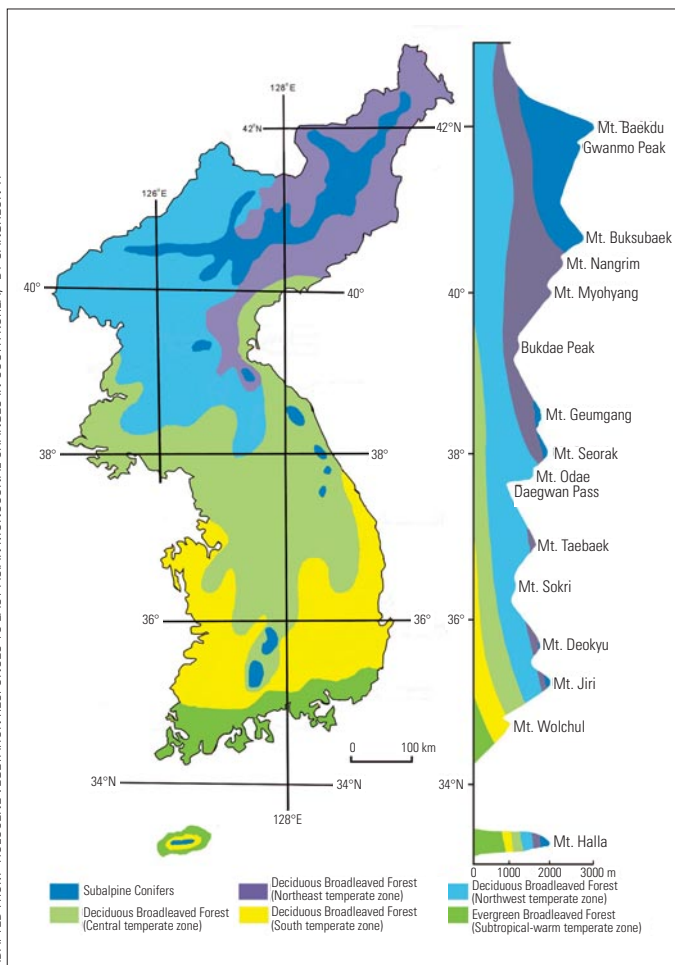 128°E
42°N
42°N
Mt. Baekdu
Gwanmo Peak
126°E
Mt. Buksubaek
Mt. Nangrim
40°
40°
40°
Mt. Myohyang
Bukdae Peak
Mt. Geumgang
38°
38°
38°
Mt. Seorak
Mt. Odae
Daegwan Pass
Mt. Taebaek
Mt. Sokri
36°
36°
36°
Mt. Deokyu
Mt. Jiri
Mt. Wolchul
0 100 km
34°N
34°N
34°N
128°E
Mt. Halla
0 1000 2000 3000 m
Subalpine Conifers
Deciduous Broadleaved Forest
(Northeast temperate zone)
Deciduous Broadleaved Forest
(Northwest temperate zone)
Deciduous Broadleaved Forest
(Central temperate zone)
Deciduous Broadleaved Forest
(South temperate zone)
Evergreen Broadleaved Forest
(Subtropical-warm temperate zone)